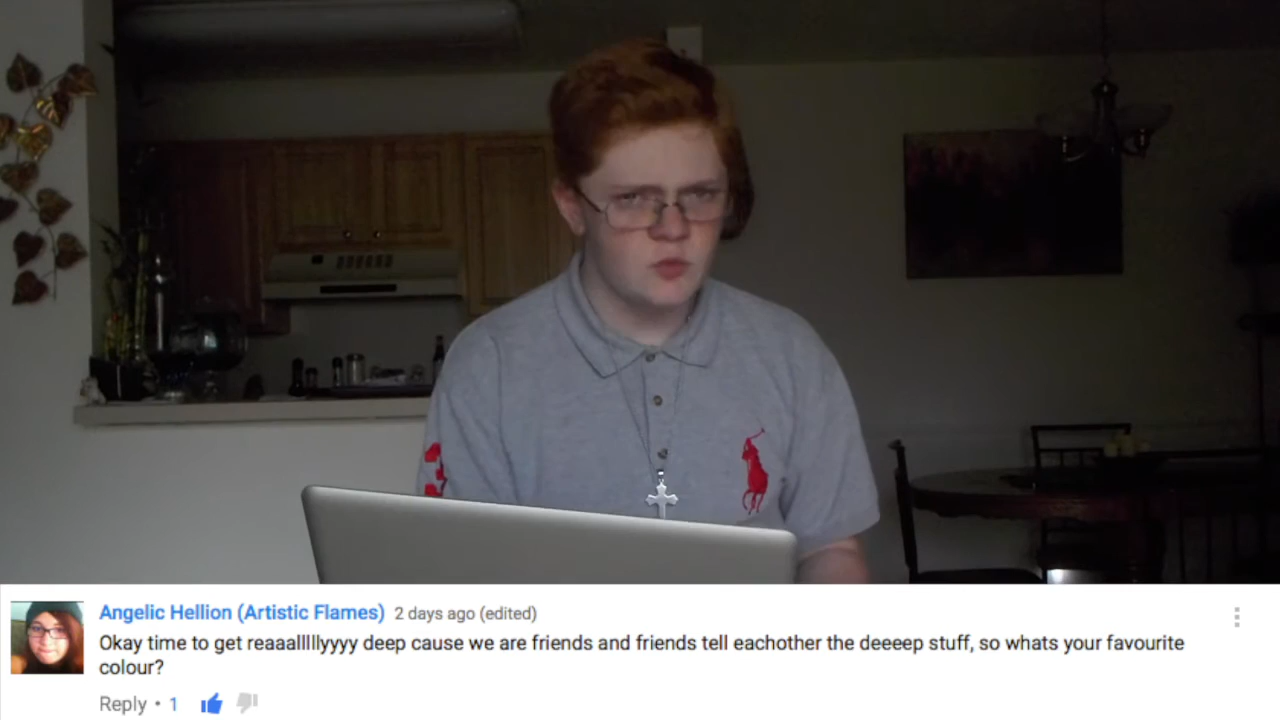 Angelic Hellion (Artistic Flames) 2 days ago (edited)
Okay time to get reaaalllllyyyy deep cause we are friends and friends tell eachother the deeeep stuff, so whats your favourite
colour?
Reply • 1